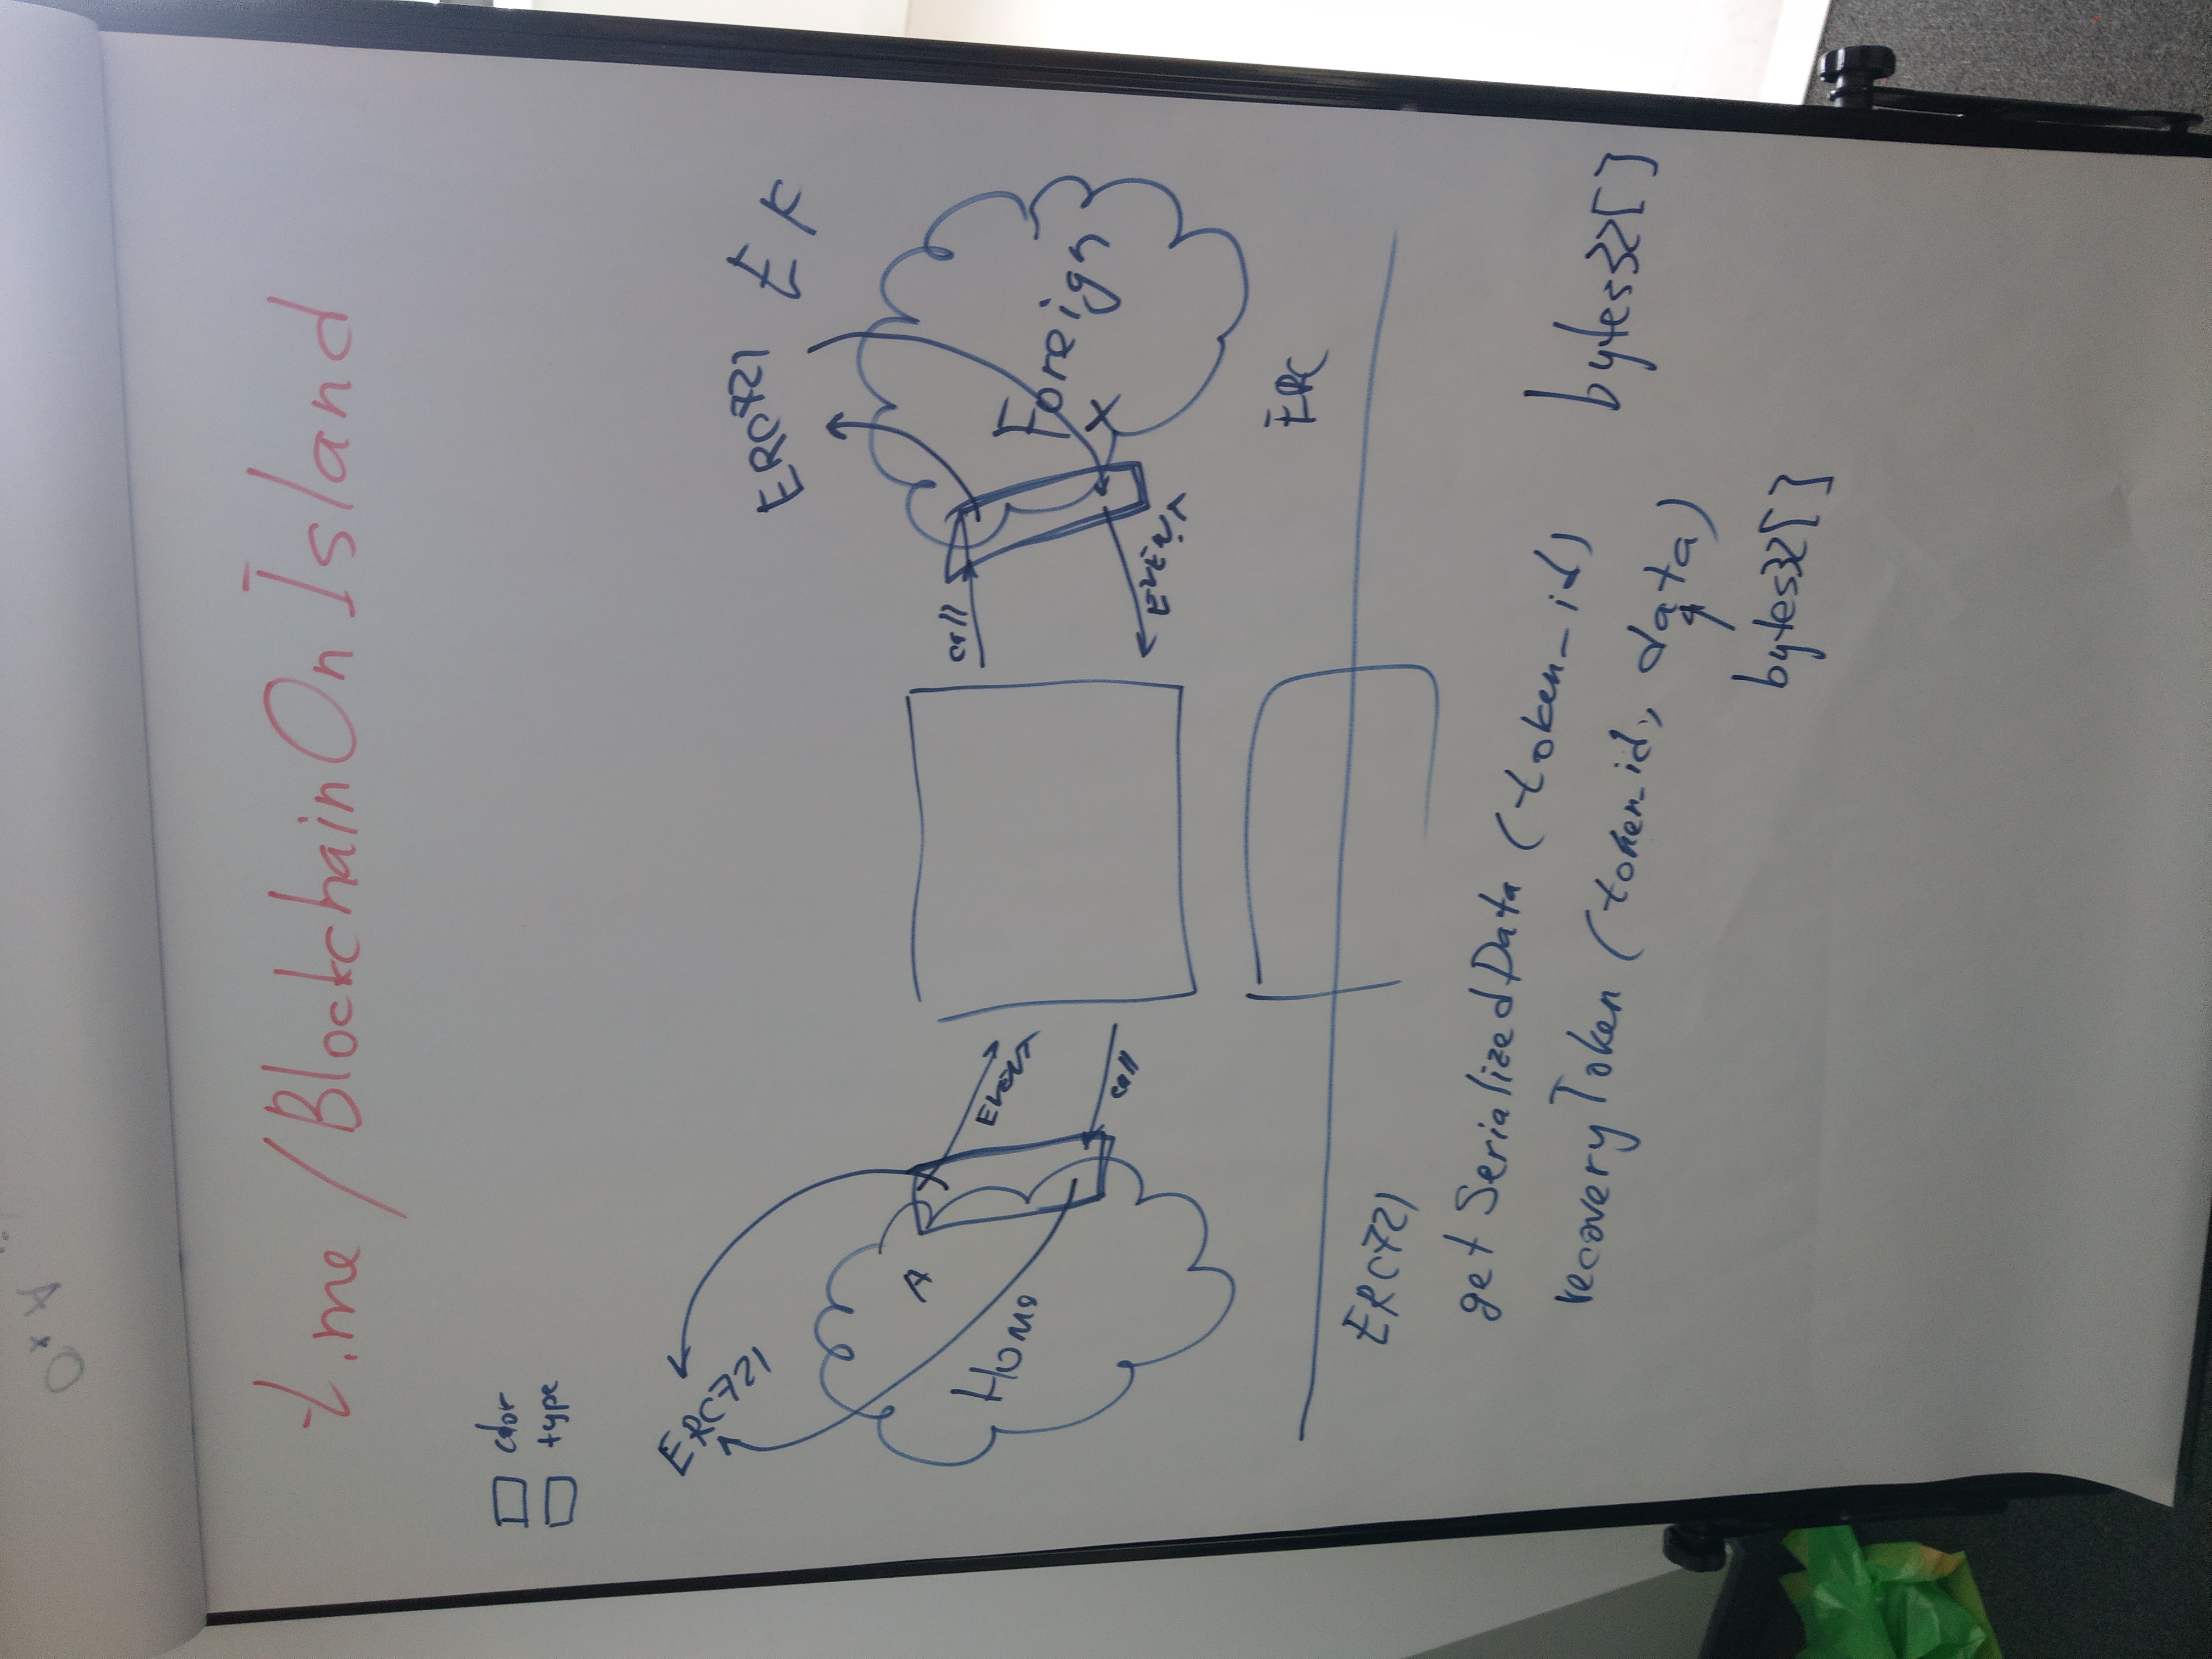 t.me/BlockchainOnIsland
color
type
ERC721
ERC721
EF
A
Home
EVENT
call
call
Foreign
EVENT
ERC
ERC721
getSerializedData (token_id) bytes32[]
recoveryToken (token_id, data)
bytes32[]